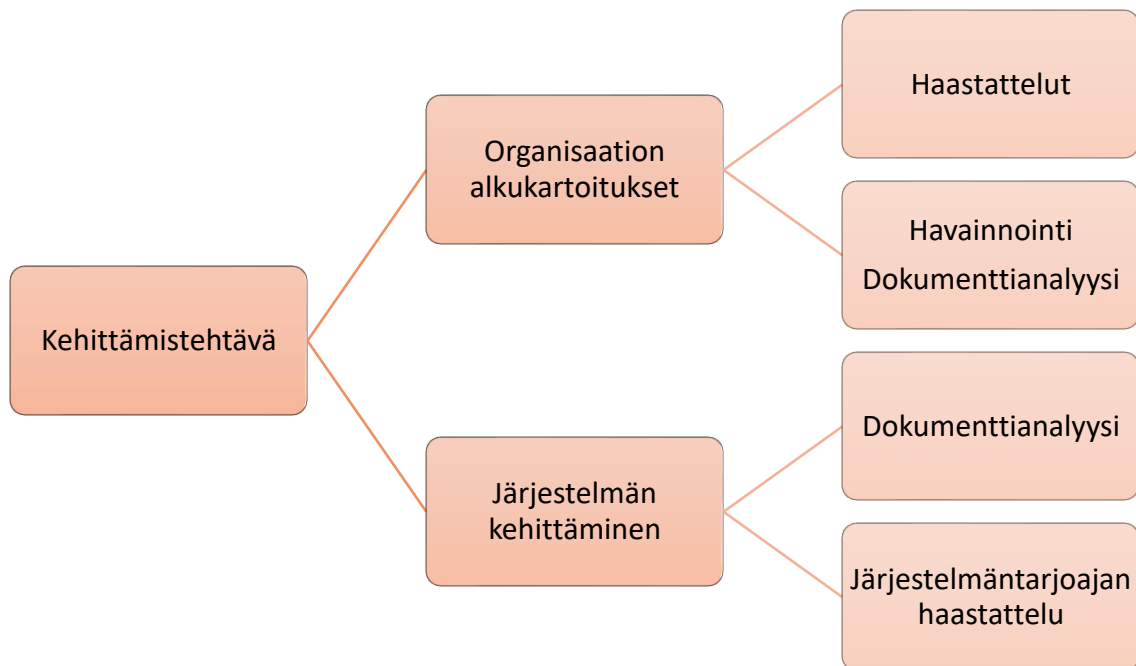 Kehittämistehtävä
Organisaation
alkukartoitukset
Haastattelut
Havainnointi
Dokumenttianalyysi
Järjestelmän
kehittäminen
Dokumenttianalyysi
Järjestelmäntarjoajan
haastattelu